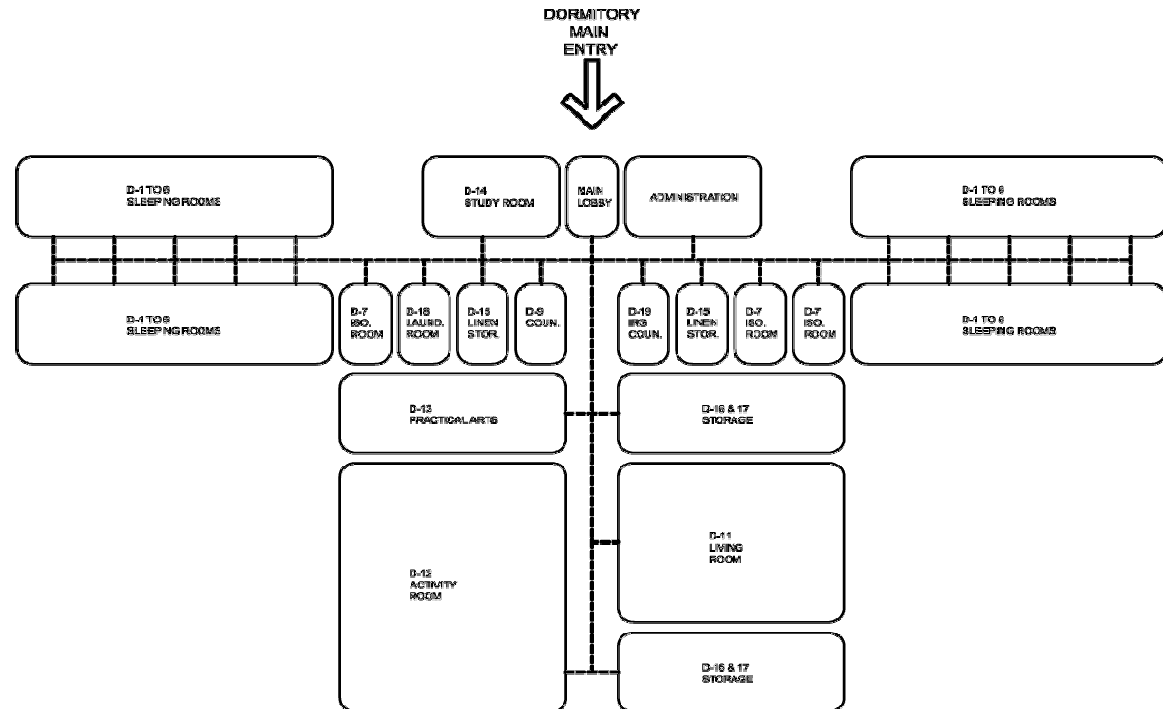 DORMITORY
MAIN
ENTRY
D-1 TO 6
SLEEPING ROOMS
D-14
STUDY ROOM
MAIN
LOBBY
ADMINISTRATION
D-1 TO 6
SLEEPING ROOMS
D-1 TO 6
SLEEPING ROOMS
D-7
ISO.
ROOM
D-18
LAUND.
ROOM
D-15
LINEN
STOR.
D-9
COUN.
D-19
IRG
COUN.
D-15
LINEN
STOR.
D-7
ISO.
ROOM
D-7
ISO.
ROOM
D-1 TO 6
SLEEPING ROOMS
D-13
PRACTICAL ARTS
D-16 & 17
STORAGE
D-12
ACTIVITY
ROOM
D-11
LIVING
ROOM
D-16 & 17
STORAGE